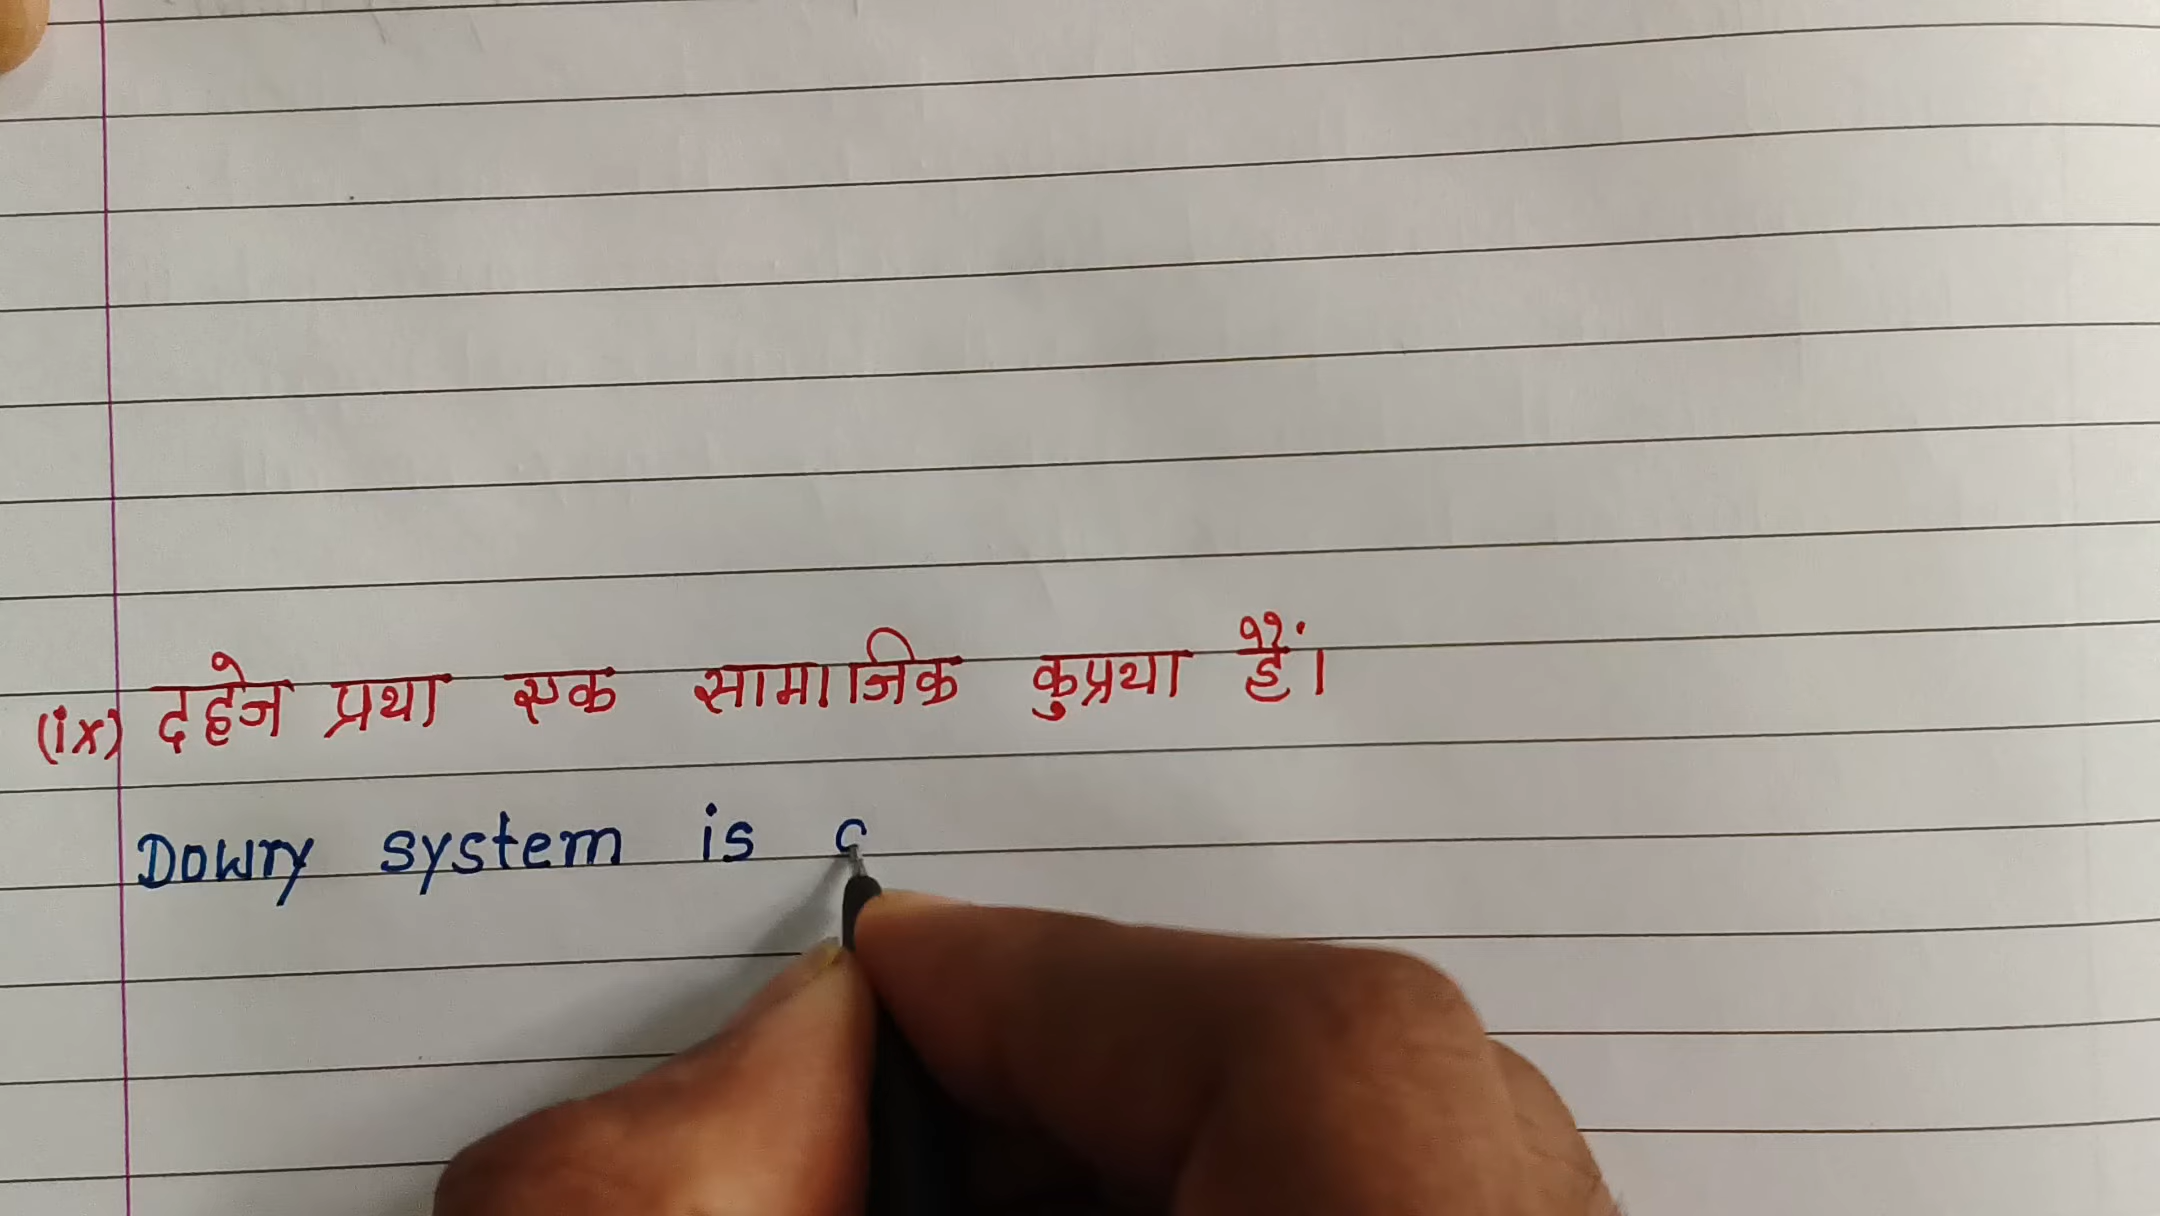 (ix) दहेज प्रथा एक सामाजिक कुप्रथा हैं।
Dowry system is a